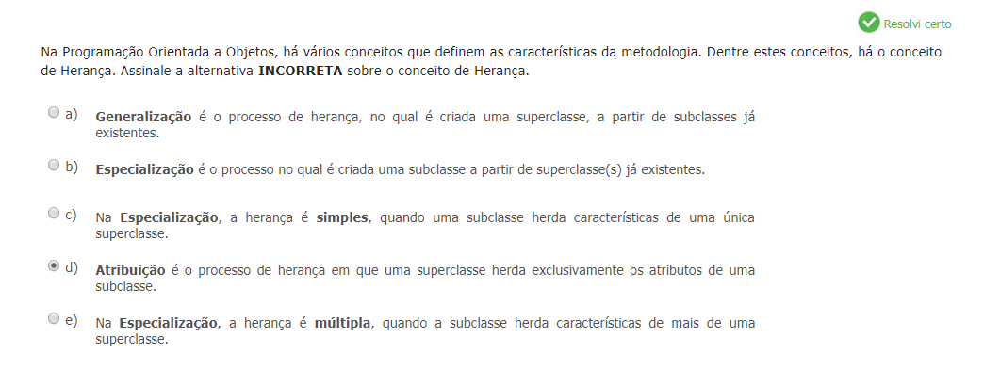 Resolvi certo
Na Programação Orientada a Objetos, há vários conceitos que definem as características da metodologia. Dentre estes conceitos, há o conceito
de Herança. Assinale a alternativa INCORRETA sobre o conceito de Herança.
a) Generalização é o processo de herança, no qual é criada uma superclasse, a partir de subclasses já
existentes.
b) Especialização é o processo no qual é criada uma subclasse a partir de superclasse(s) já existentes.
c) Na Especialização, a herança é simples, quando uma subclasse herda características de uma única
superclasse.
d) Atribuição é o processo de herança em que uma superclasse herda exclusivamente os atributos de uma
subclasse.
e) Na Especialização, a herança é múltipla, quando a subclasse herda características de mais de uma
superclasse.